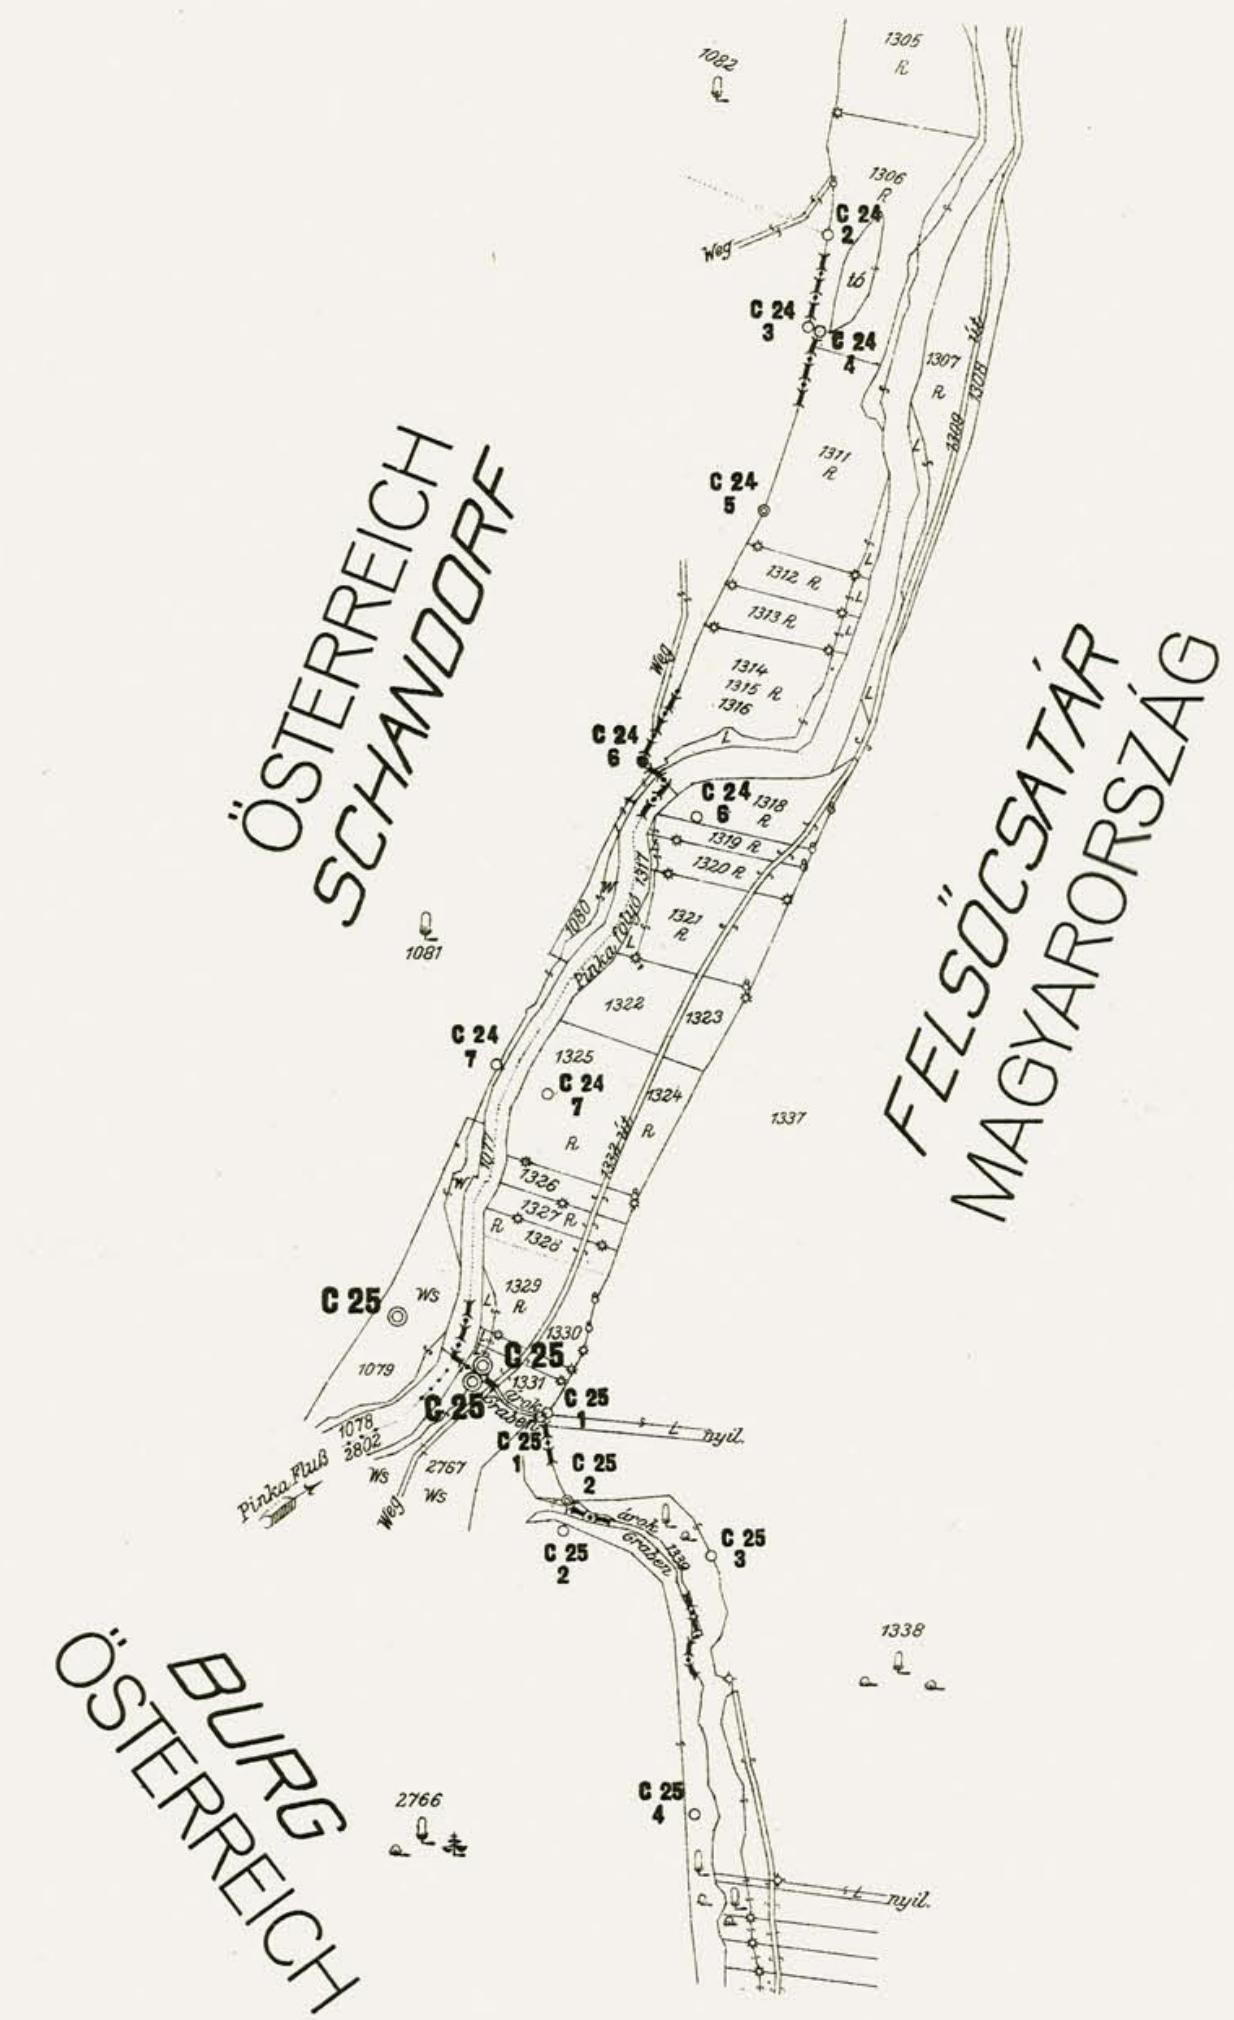 1305
R
1082
1306
R
C 24
2
Weg
tó
C 24
3
C 24
4
út
1307
R
1308
1309
L
1311
R
C 24
5
ÖSTERREICH
SCHANDORF
1312 R
L
L
1313 R
L
Weg
1314
1315 R
1316
L
L
FELSŐCSATÁR
MAGYARORSZÁG
C 24
6
C 24
6
1318
R
1319 R
1320 R
1317
W
1080
Pinka folyó
1321
R
L
1081
1322
1323
C 24
7
1325
C 24
7
1324
R
R
1337
1332 út
1077
W
1326
1327 R
R
1328
1329
R
L
C 25
Ws
1330
C 25
1079
1331
C 25
árok
Graben
C 25
1
L
nyil.
1078
2802
C 25
1
Pinka Fluß
Ws
2767
Ws
Weg
C 25
2
árok
Graben
1339
C 25
2
C 25
3
1338
BURG
ÖSTERREICH
2766
C 25
4
L
nyil.